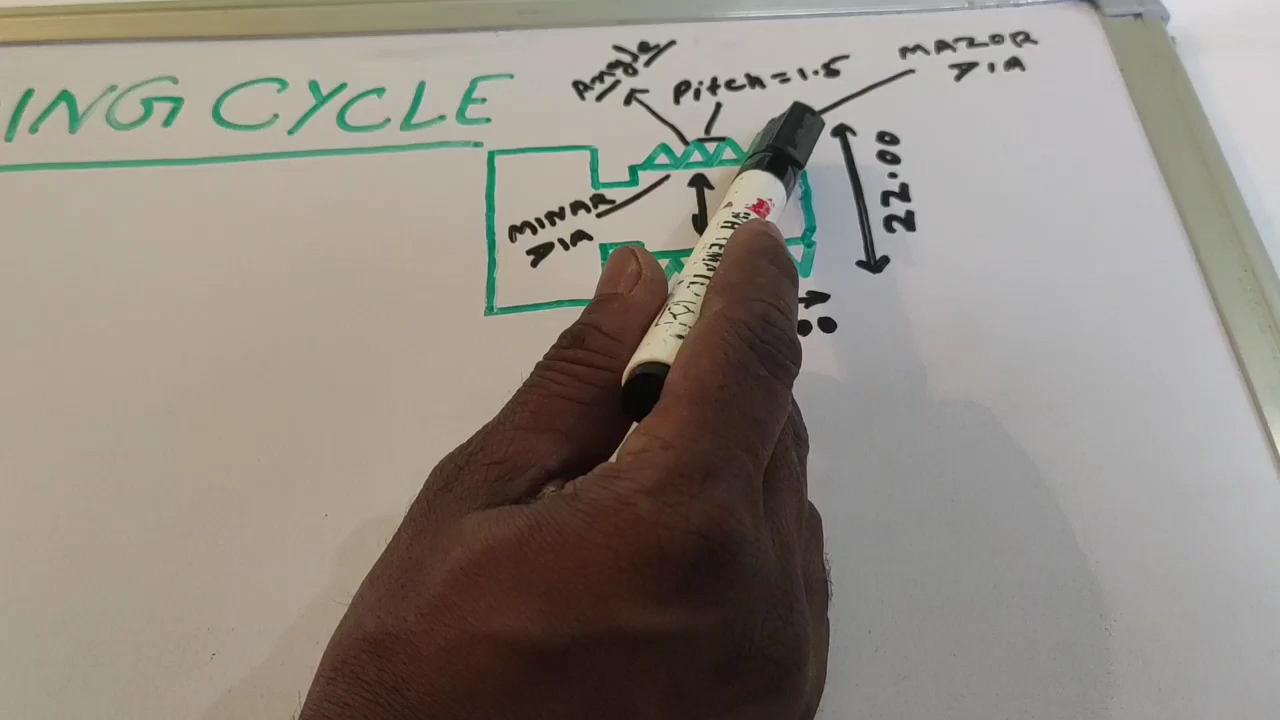 ING CYCLE
Angle
Pitch=1.5
MAZOR
DIA
22.00
MINAR
DIA